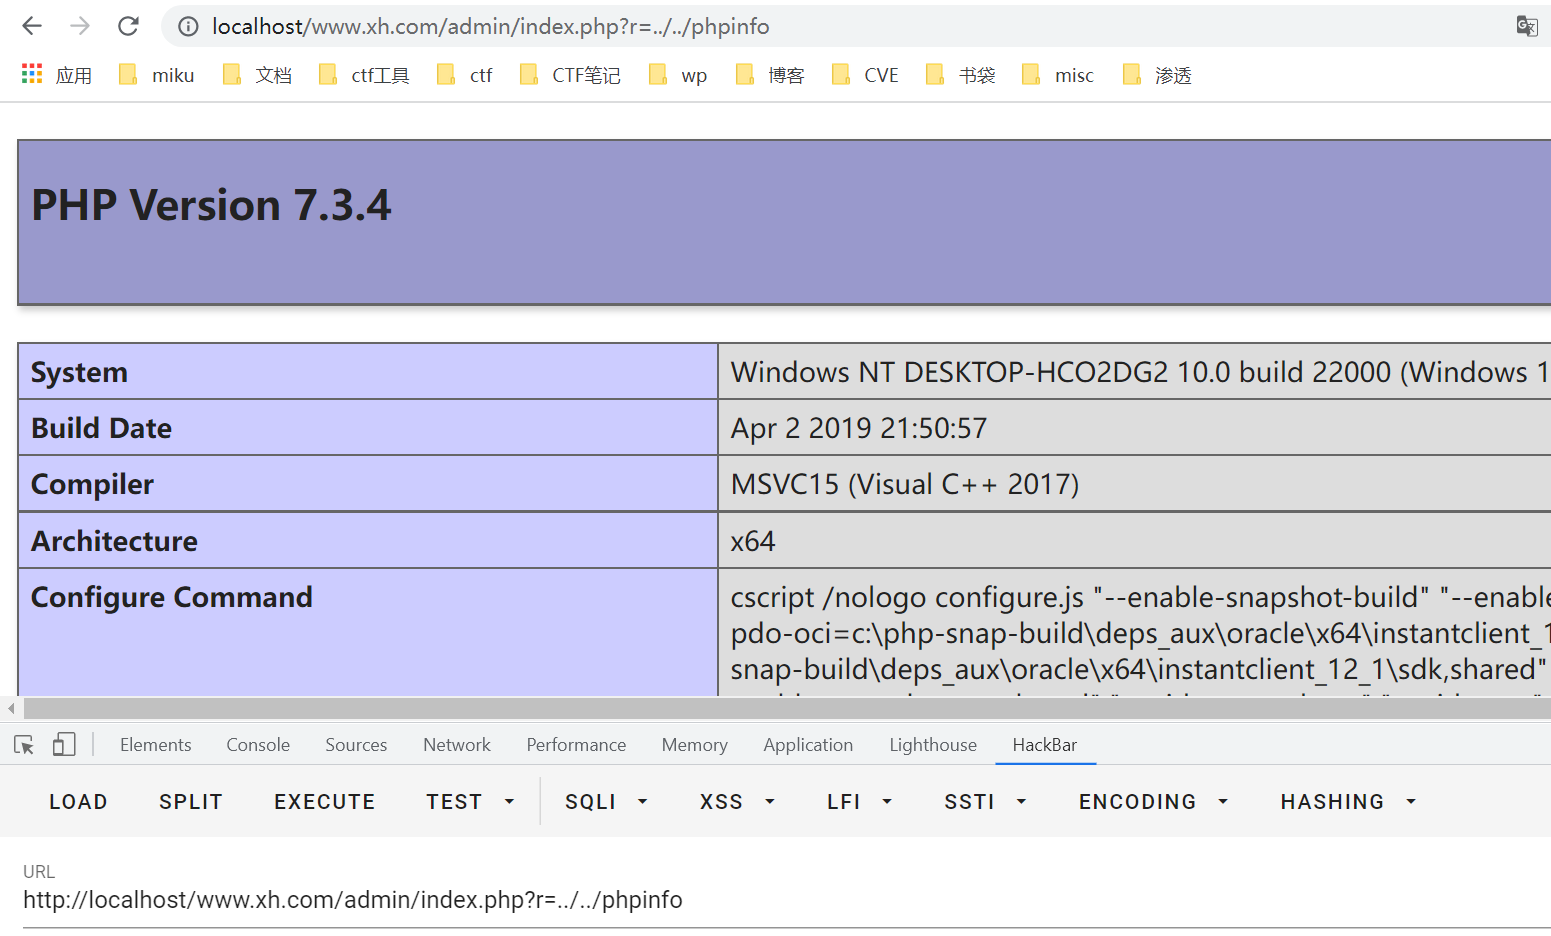 localhost/www.xh.com/admin/index.php?r=../../phpinfo
应用 miku 文档 ctf工具 ctf CTF笔记 wp 博客 CVE 书袋 misc 渗透
PHP Version 7.3.4
System Windows NT DESKTOP-HCO2DG2 10.0 build 22000 (Windows 1
Build Date Apr 2 2019 21:50:57
Compiler MSVC15 (Visual C++ 2017)
Architecture x64
Configure Command cscript /nologo configure.js "--enable-snapshot-build" "--enable
pdo-oci=c:\php-snap-build\deps_aux\oracle\x64\instantclient_1
snap-build\deps_aux\oracle\x64\instantclient_12_1\sdk,shared"
Elements Console Sources Network Performance Memory Application Lighthouse HackBar
LOAD SPLIT EXECUTE TEST SQLI XSS LFI SSTI ENCODING HASHING
URL
http://localhost/www.xh.com/admin/index.php?r=../../phpinfo